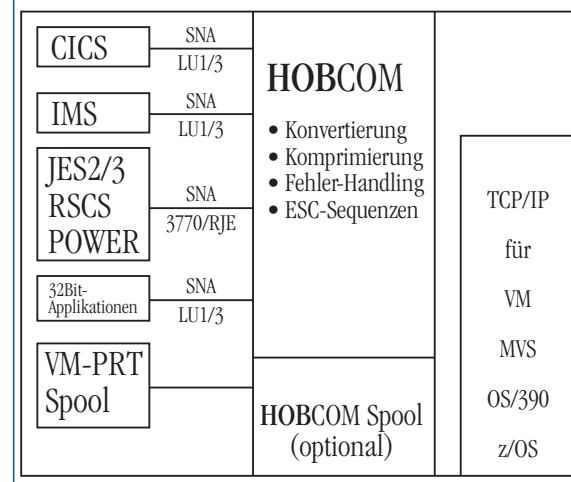 CICS
SNA
LU1/3
IMS
SNA
LU1/3
JES2/3
RSCS
POWER
SNA
3770/RJE
32Bit-
Applikationen
SNA
LU1/3
VM-PRT
Spool
HOBCOM
• Konvertierung
• Komprimierung
• Fehler-Handling
• ESC-Sequenzen
HOBCOM Spool
(optional)
TCP/IP
für
VM
MVS
OS/390
z/OS